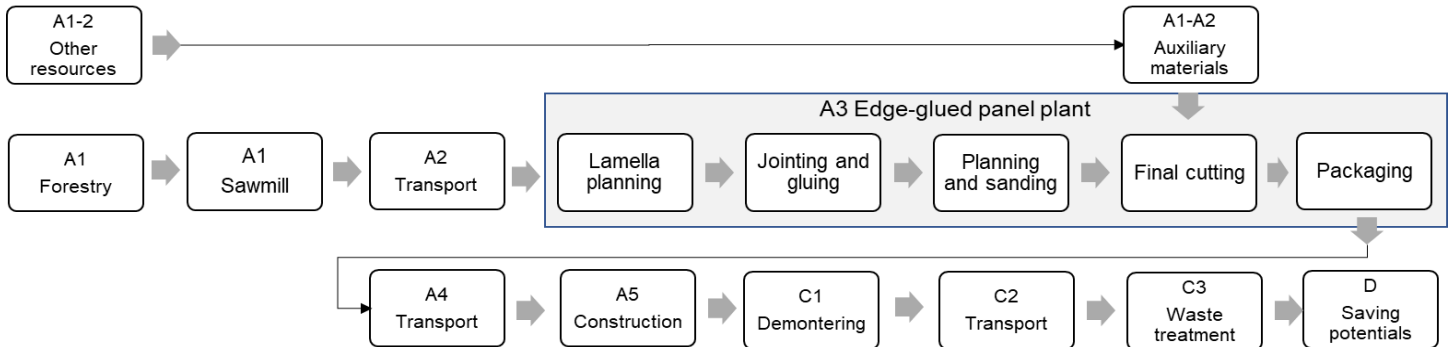 A1-2
Other
resources
A1-A2
Auxiliary
materials
A3 Edge-glued panel plant
A1
Forestry
A1
Sawmill
A2
Transport
Lamella
planning
Jointing and
gluing
Planning
and sanding
Final cutting
Packaging
A4
Transport
A5
Construction
C1
Demontering
C2
Transport
C3
Waste
treatment
D
Saving
potentials